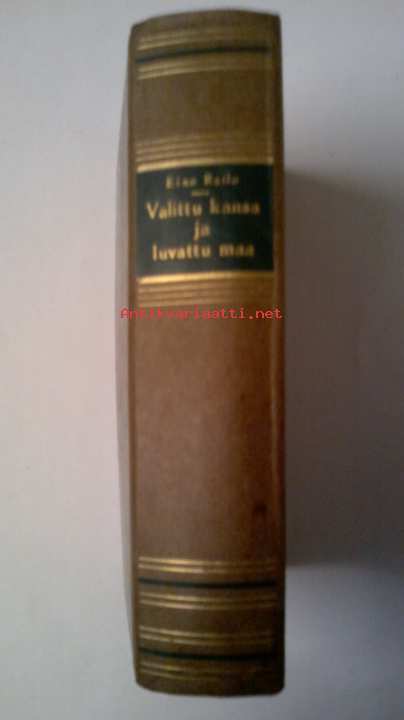 Eino Railo
Valittu kansa
ja
luvattu maa
Antikvariaatti.net